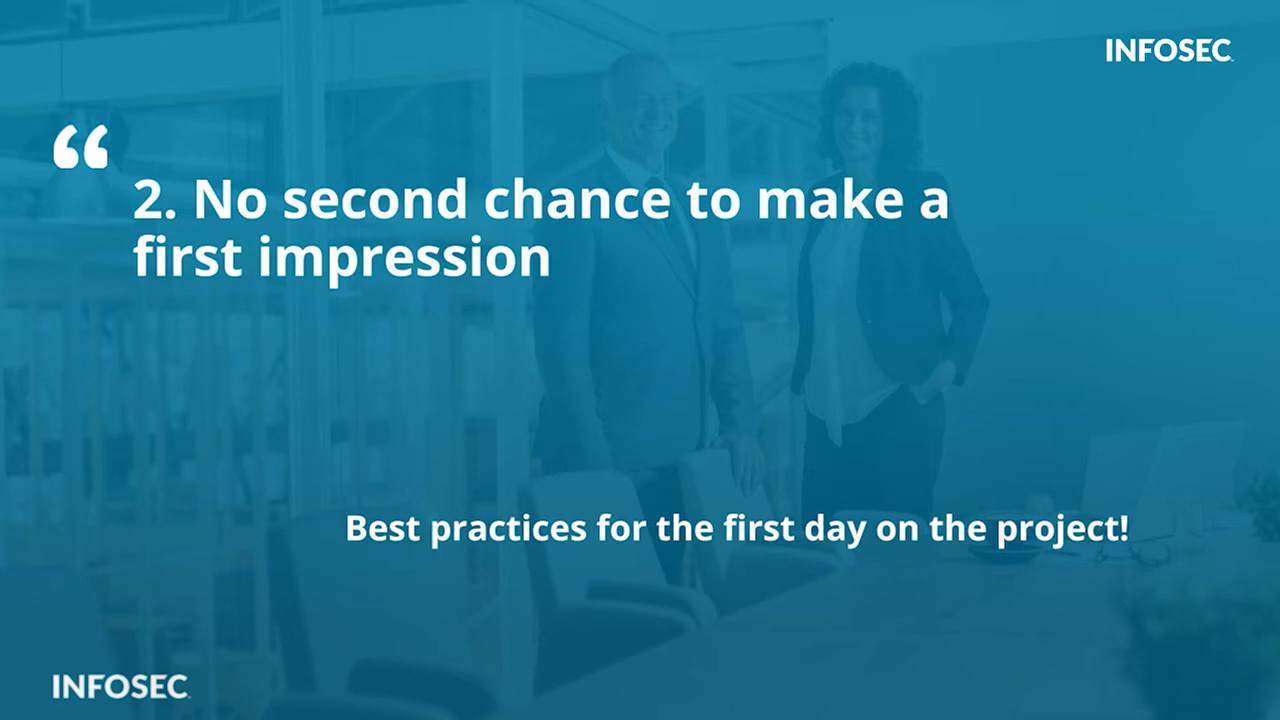 INFOSEC
“
2. No second chance to make a
first impression
Best practices for the first day on the project!
INFOSEC